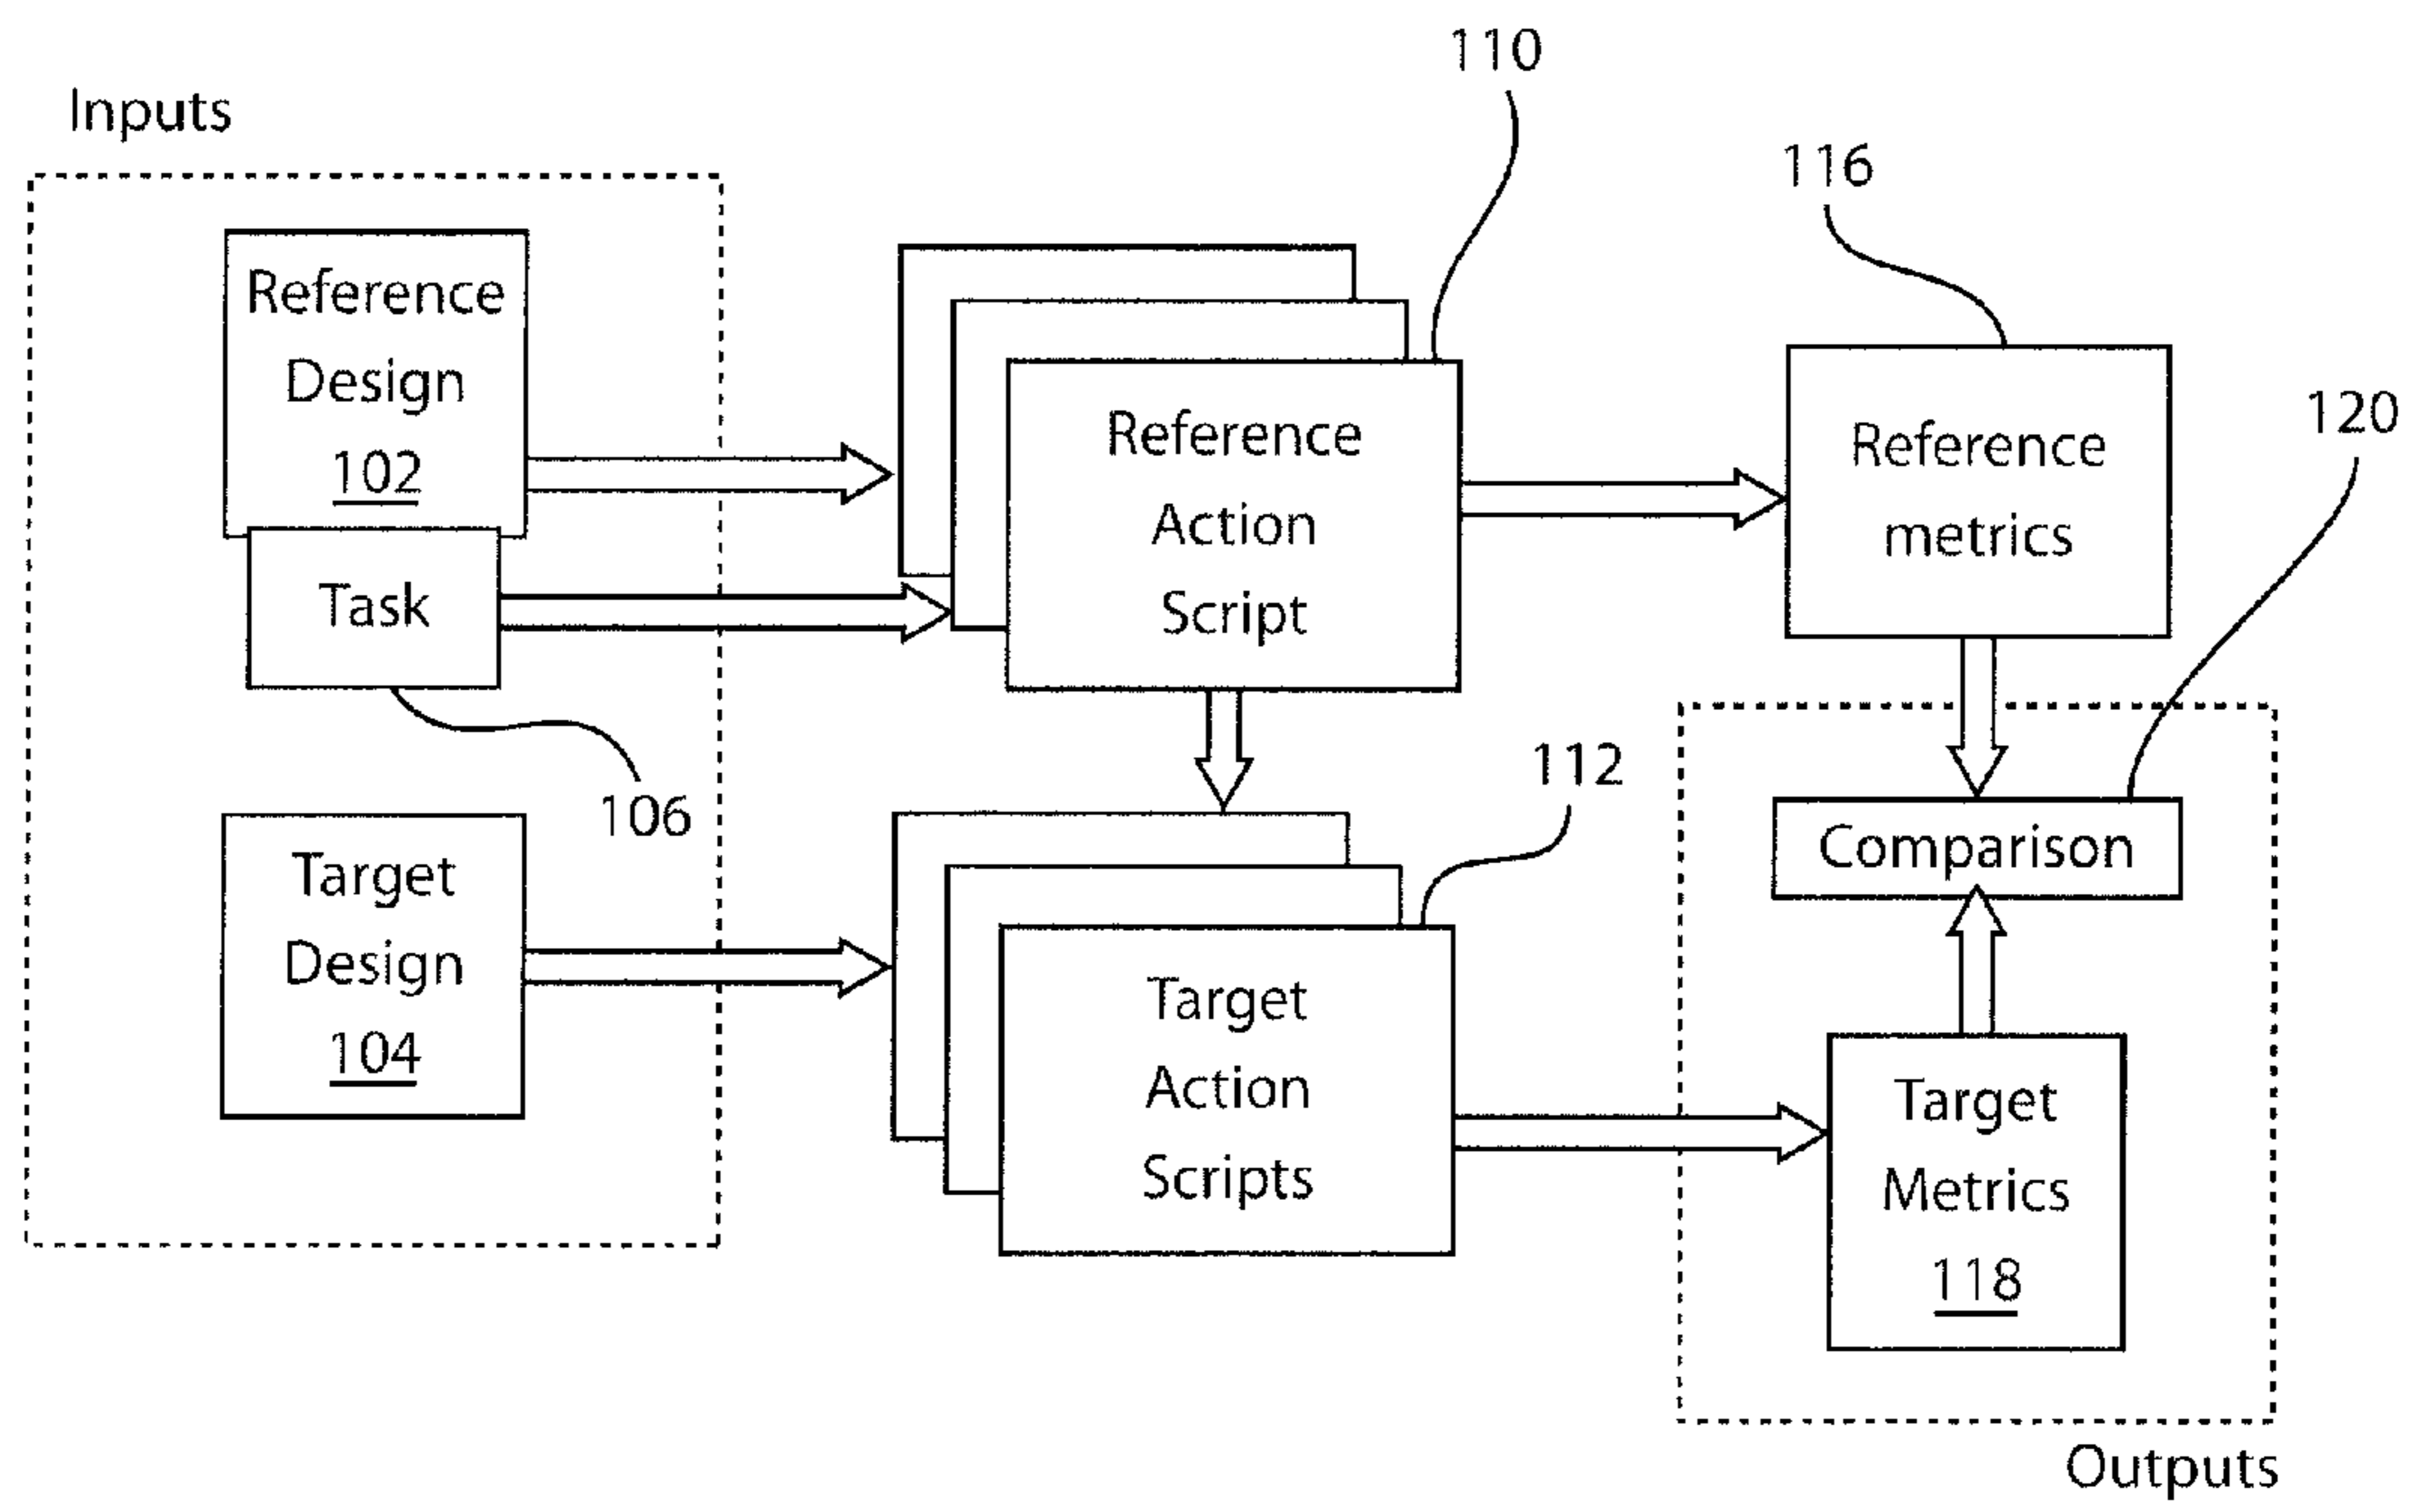 110
Inputs
116
Reference
Design
102
Reference
Action
Script
Reference
metrics
120
Task
106
112
Target
Design
104
Target
Action
Scripts
Comparison
Target
Metrics
118
Outputs